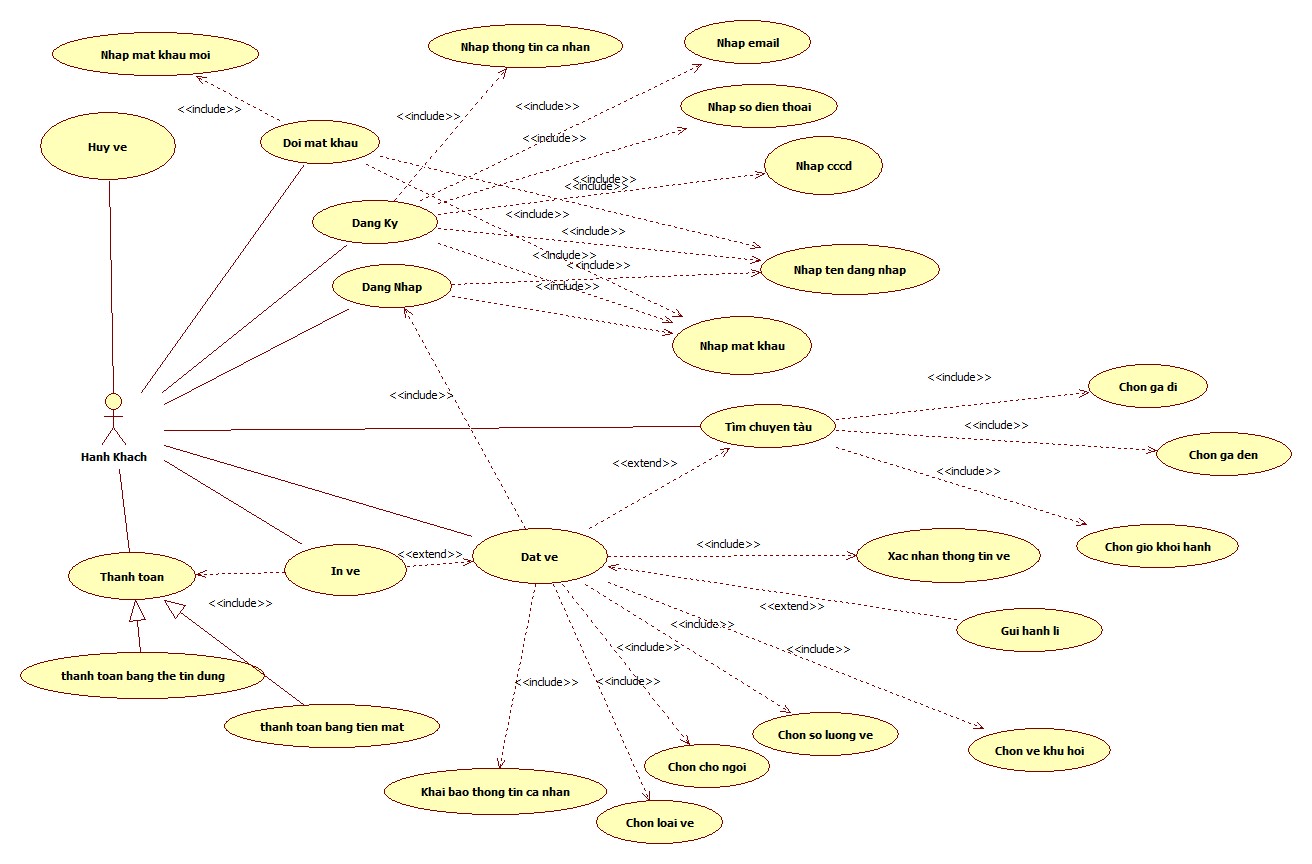 Nhap mat khau moi
Nhap thong tin ca nhan
Nhap email
<<include>>
<<include>>
<<include>>
Nhap so dien thoai
Huy ve
Doi mat khau
<<include>>
Nhap cccd
<<include>>
<<include>>
Dang Ky
<<include>>
<<include>>
<<include>>
<<include>>
Nhap ten dang nhap
Dang Nhap
<<include>>
Nhap mat khau
<<include>>
Chon ga di
<<include>>
Tìm chuyen tàu
<<include>>
Chon ga den
Hanh Khach
<<extend>>
<<include>>
Chon gio khoi hanh
<<extend>>
Dat ve
<<include>>
Xac nhan thong tin ve
Thanh toan
In ve
<<include>>
<<extend>>
Gui hanh li
<<include>>
<<include>>
<<include>>
thanh toan bang the tin dung
<<include>>
<<include>>
thanh toan bang tien mat
Chon so luong ve
Chon ve khu hoi
Chon cho ngoi
Khai bao thong tin ca nhan
Chon loai ve